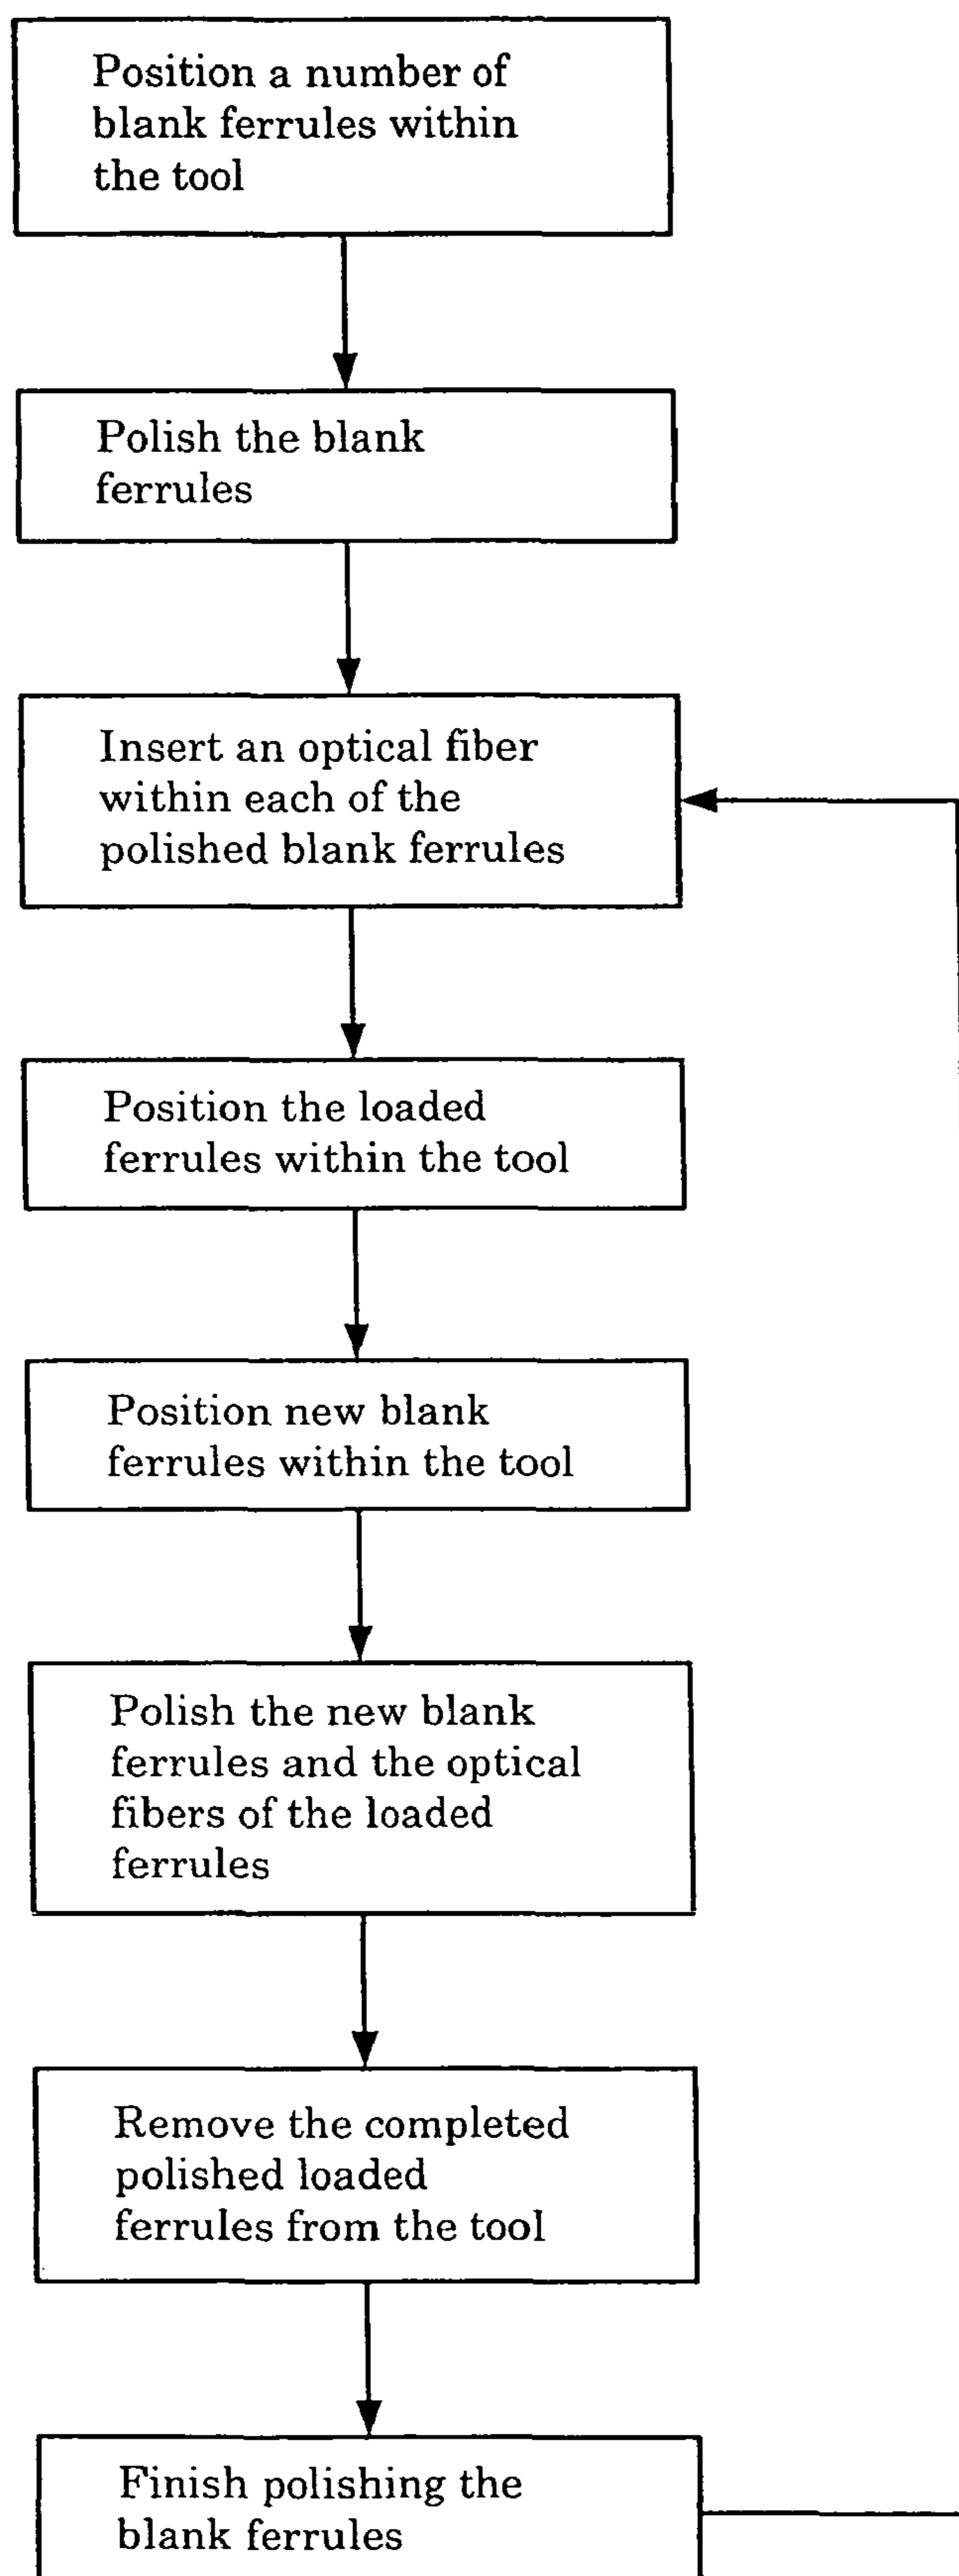 Position a number of
blank ferrules within
the tool
Polish the blank
ferrules
Insert an optical fiber
within each of the
polished blank ferrules
Position the loaded
ferrules within the tool
Position new blank
ferrules within the tool
Polish the new blank
ferrules and the optical
fibers of the loaded
ferrules
Remove the completed
polished loaded
ferrules from the tool
Finish polishing the
blank ferrules